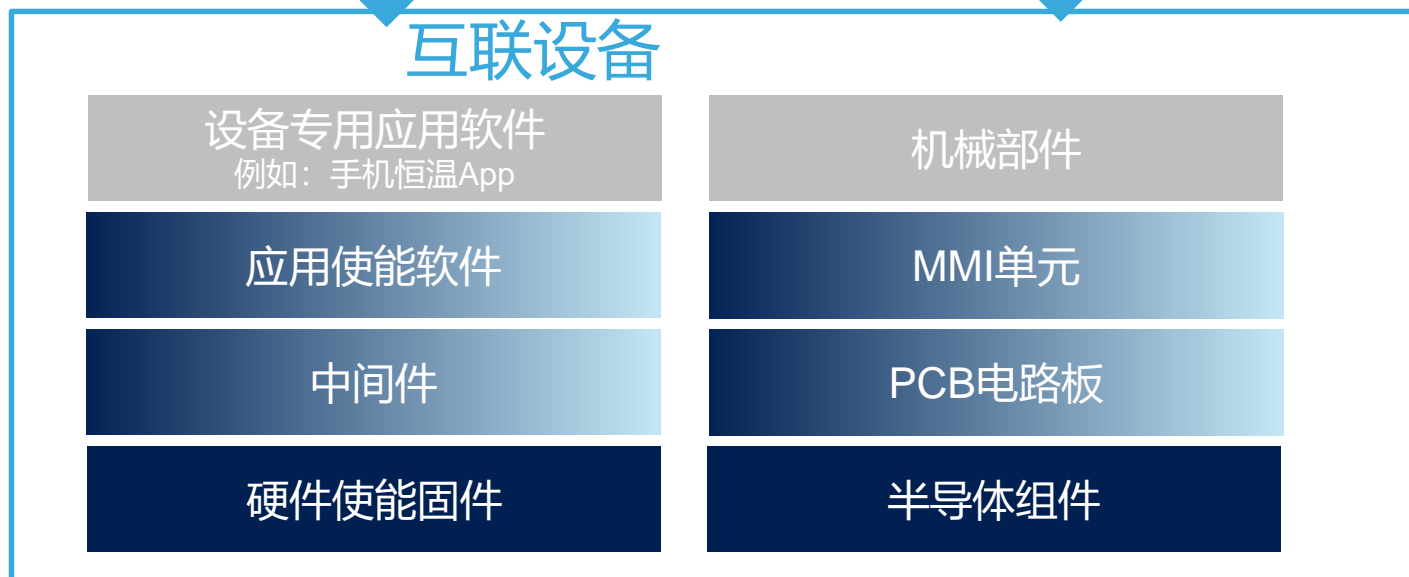 互联设备
设备专用应用软件
例如：手机恒温App
应用使能软件
中间件
硬件使能固件
机械部件
MMI单元
PCB电路板
半导体组件